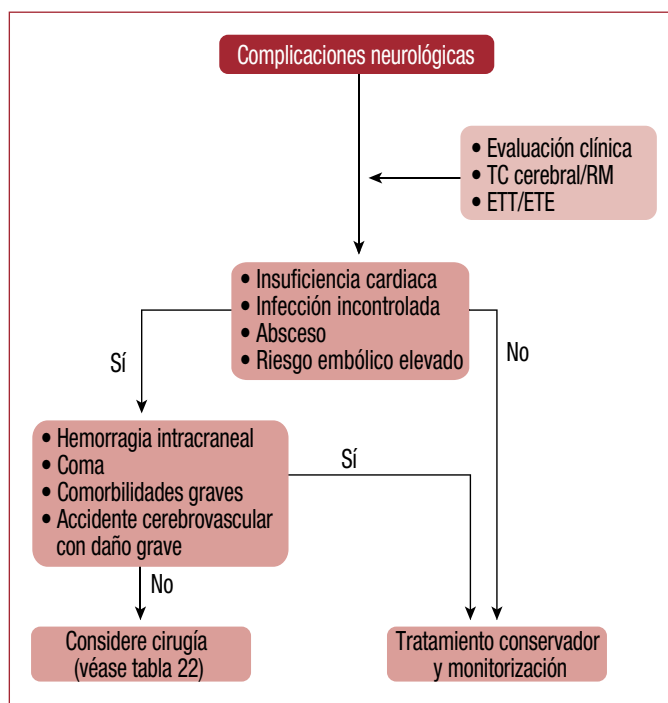 Complicaciones neurológicas
• Evaluación clínica
• TC cerebral/RM
• ETT/ETE
• Insuficiencia cardiaca
• Infección incontrolada
• Absceso
• Riesgo embólico elevado
Sí
No
• Hemorragia intracraneal
• Coma
• Comorbilidades graves
• Accidente cerebrovascular
con daño grave
Sí
No
Considere cirugía
(véase tabla 22)
Tratamiento conservador
y monitorización